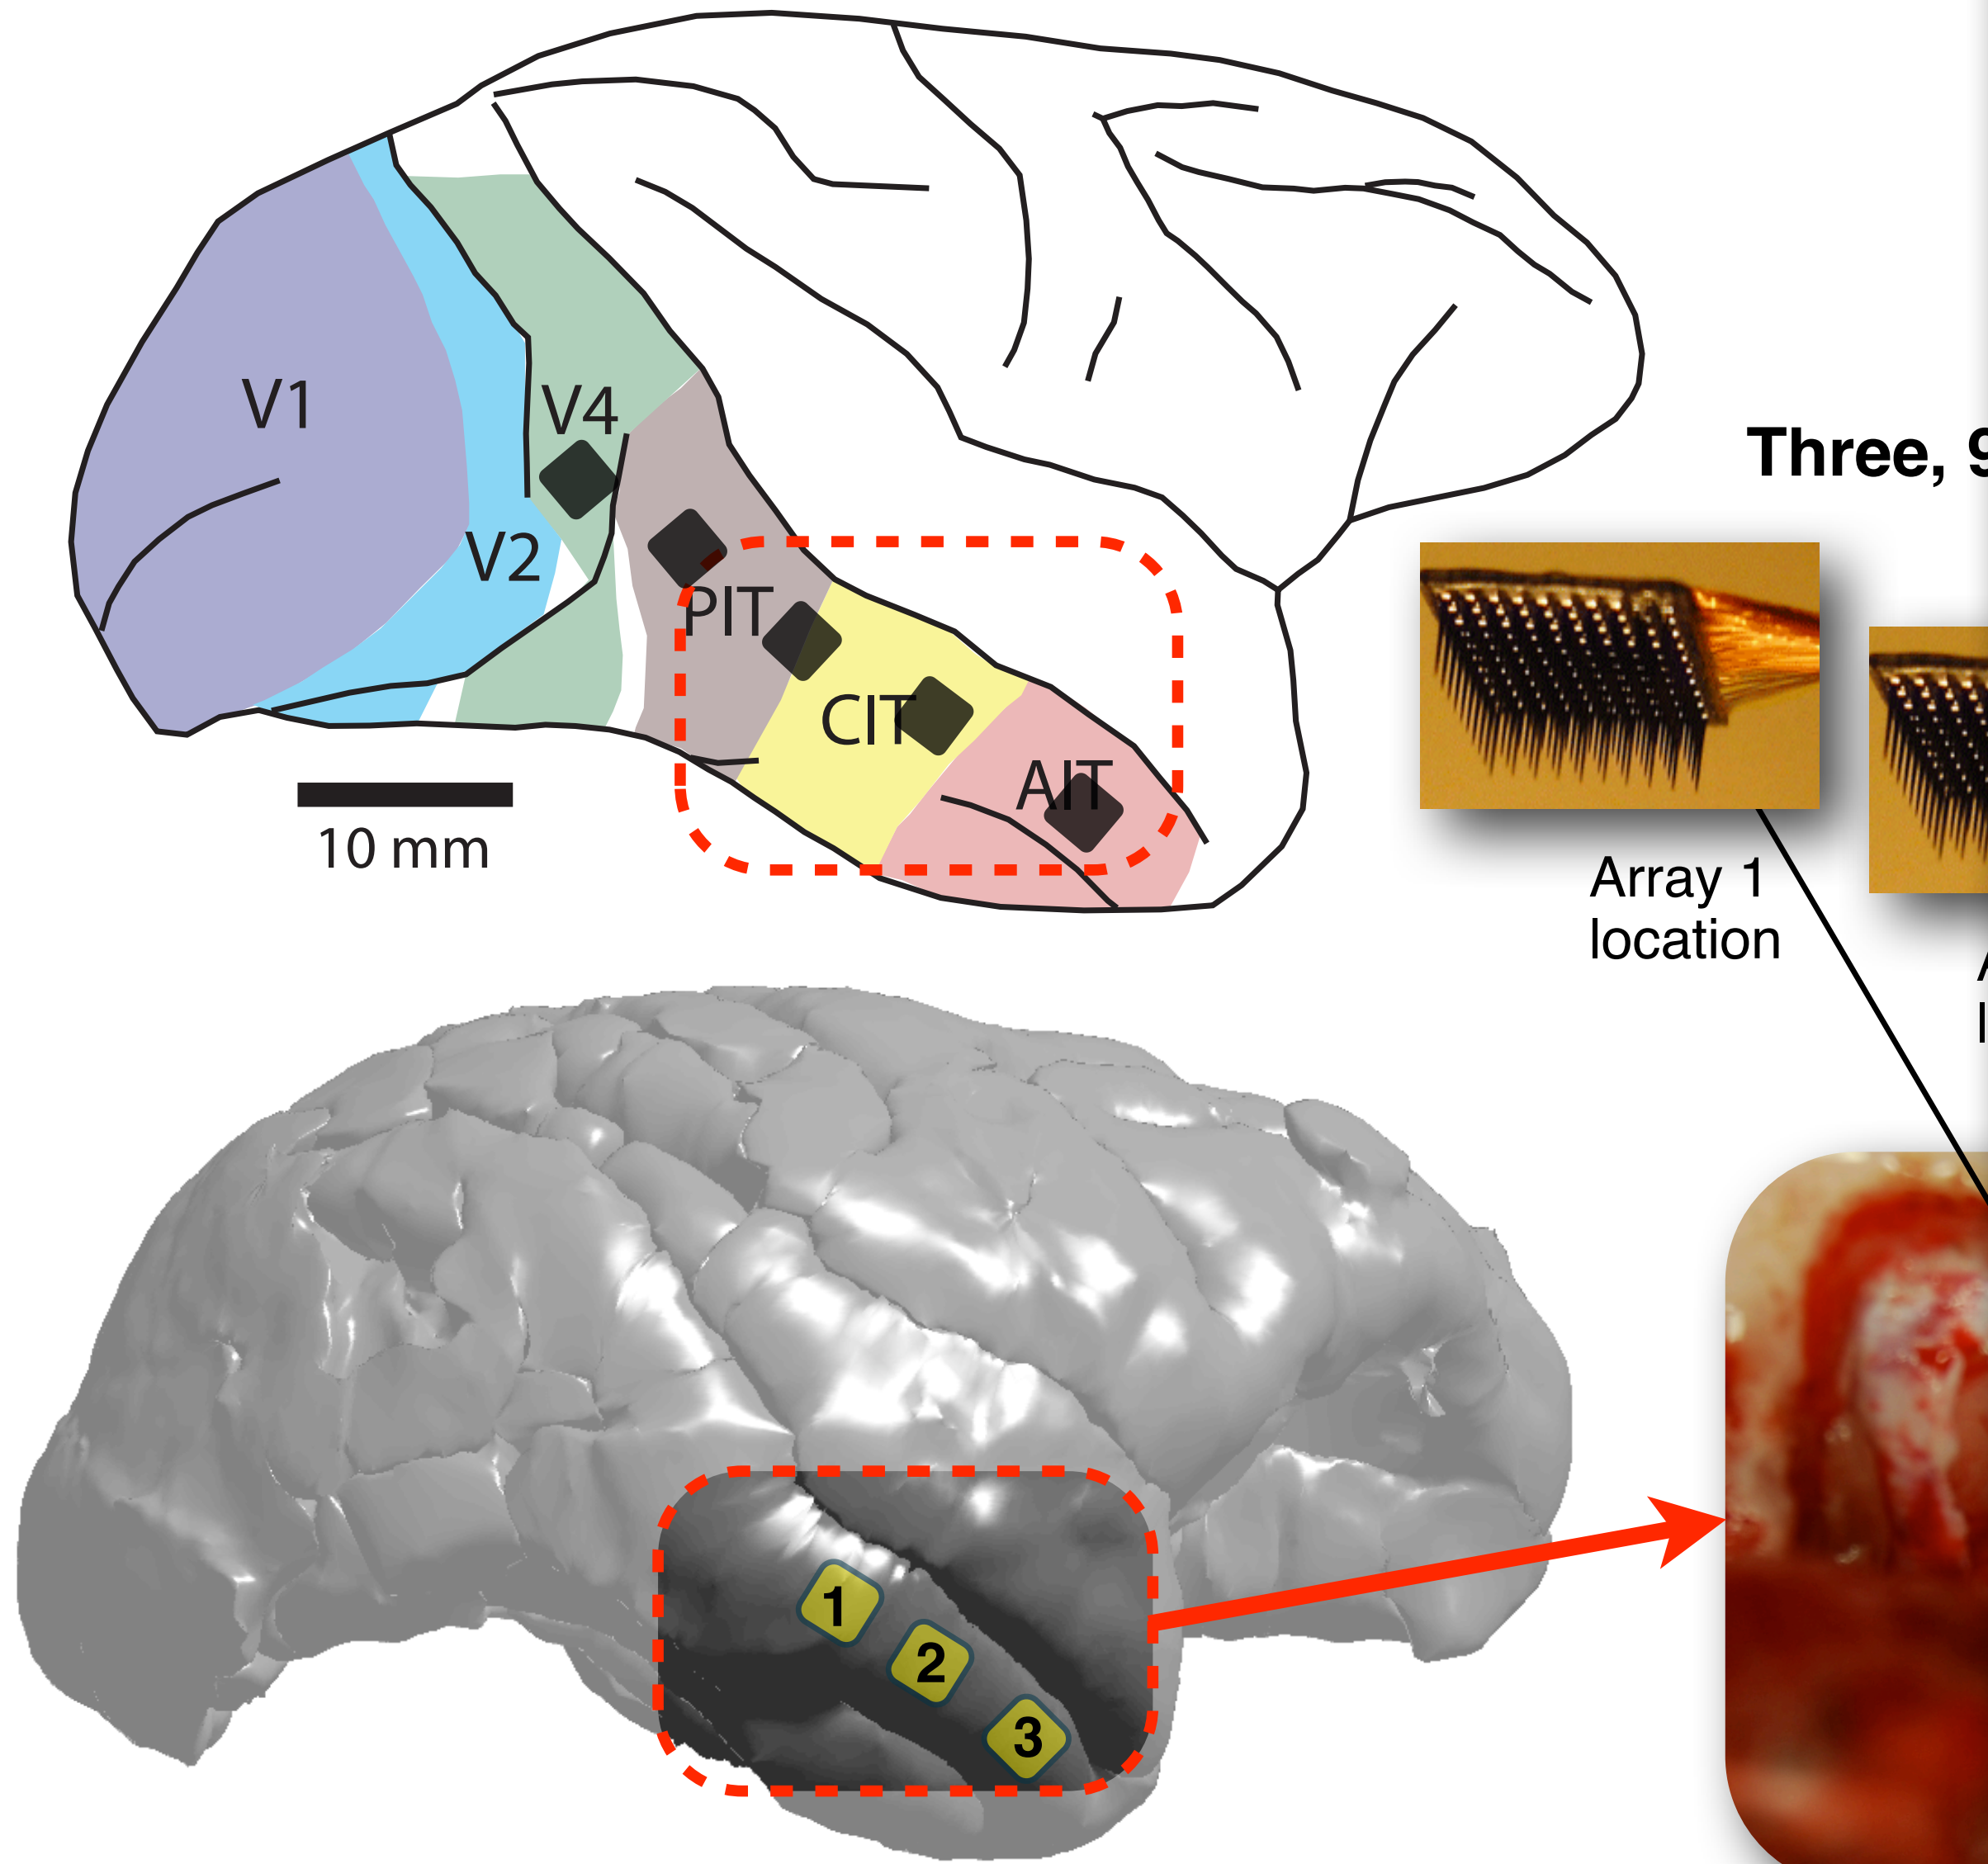 V1
V4
V2
PIT
CIT
AIT
10 mm
Three,
Array 1
location
1
2
3